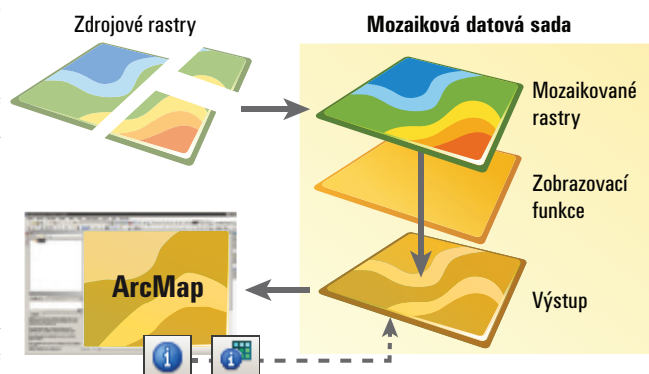 Zdrojové rastry
Mozaiková datová sada
Mozaikované
rastry
Zobrazovací
funkce
ArcMap
Výstup